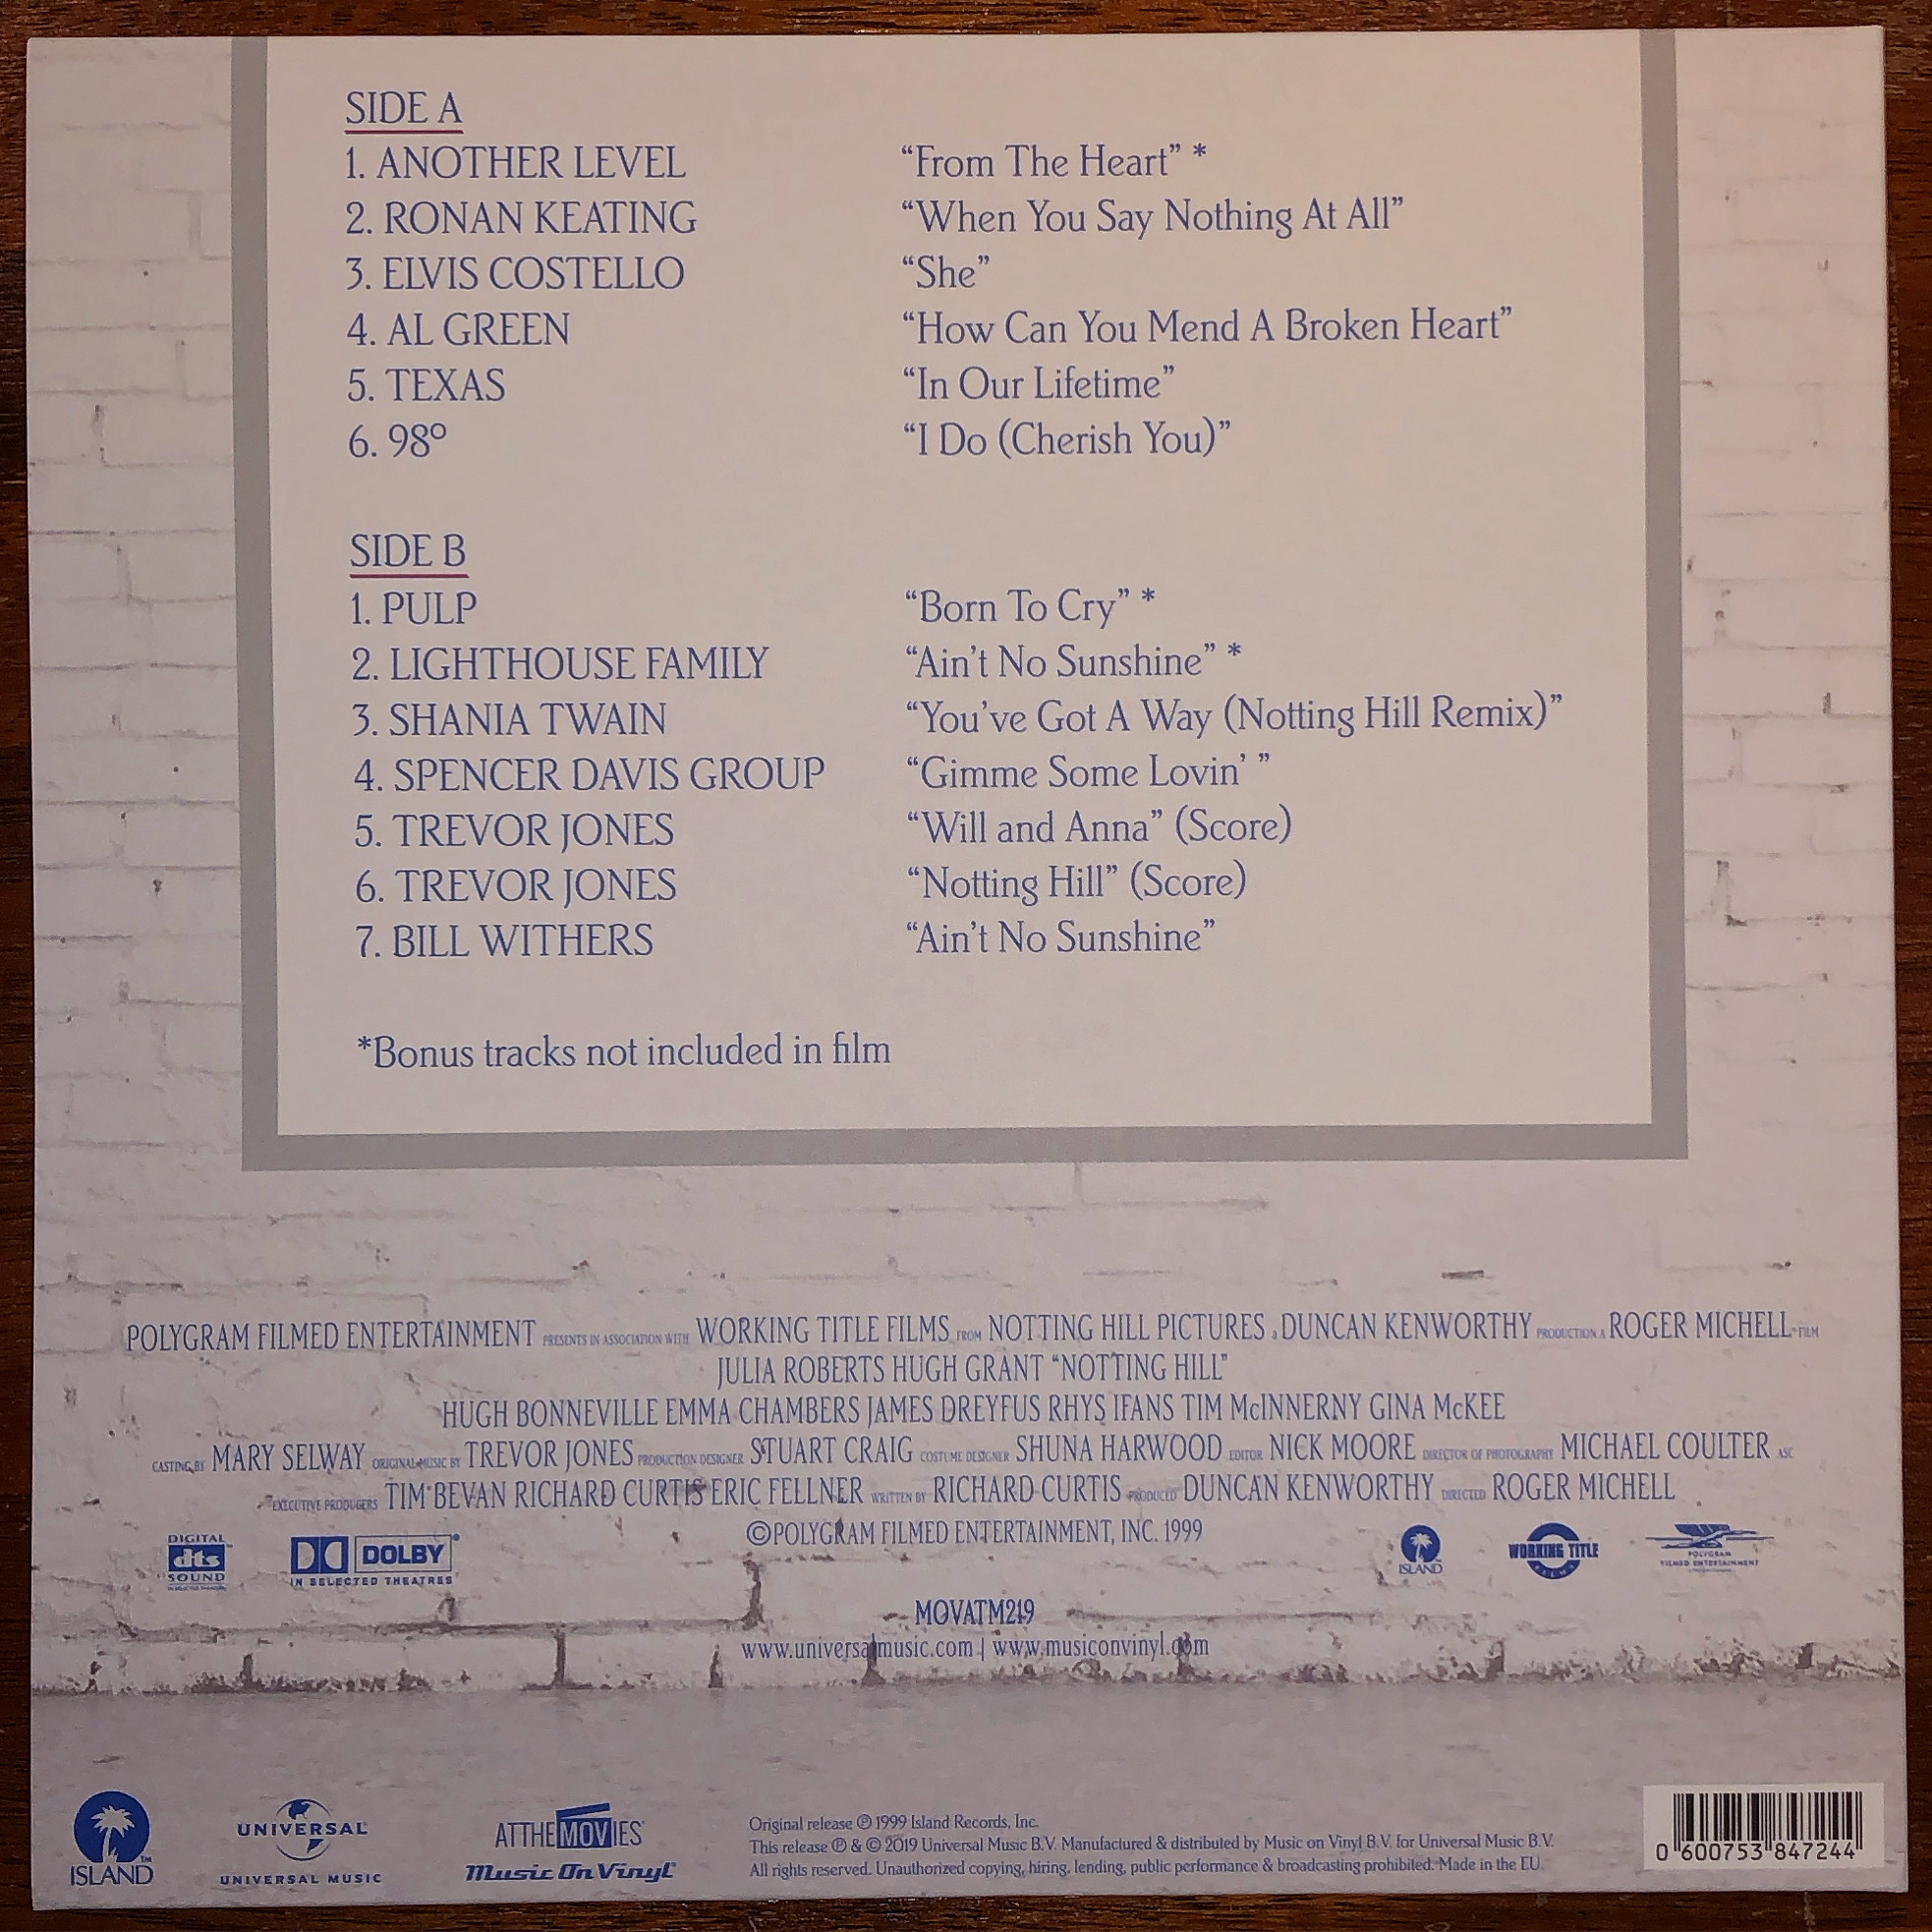 SIDE A
1. ANOTHER LEVEL “From The Heart” *
2. RONAN KEATING “When You Say Nothing At All”
3. ELVIS COSTELLO “She”
4. AL GREEN “How Can You Mend A Broken Heart”
5. TEXAS “In Our Lifetime”
6. 98º “I Do (Cherish You)”
SIDE B
1. PULP “Born To Cry” *
2. LIGHTHOUSE FAMILY “Ain’t No Sunshine” *
3. SHANIA TWAIN “You’ve Got A Way (Notting Hill Remix)”
4. SPENCER DAVIS GROUP “Gimme Some Lovin’ ”
5. TREVOR JONES “Will and Anna” (Score)
6. TREVOR JONES “Notting Hill” (Score)
7. BILL WITHERS “Ain’t No Sunshine”
*Bonus tracks not included in film
POLYGRAM FILMED ENTERTAINMENT PRESENTS IN ASSOCIATION WITH WORKING TITLE FILMS FROM NOTTING HILL PICTURES A DUNCAN KENWORTHY PRODUCTION A ROGER MICHELL FILM
JULIA ROBERTS HUGH GRANT “NOTTING HILL”
HUGH BONNEVILLE EMMA CHAMBERS JAMES DREYFUS RHYS IFANS TIM McINNERNY GINA McKEE
CASTING BY MARY SELWAY ORIGINAL MUSIC BY TREVOR JONES PRODUCTION DESIGNER STUART CRAIG COSTUME DESIGNER SHUNA HARWOOD EDITOR NICK MOORE DIRECTOR OF PHOTOGRAPHY MICHAEL COULTER ASC
EXECUTIVE PRODUCERS TIM BEVAN RICHARD CURTIS ERIC FELLNER WRITTEN BY RICHARD CURTIS PRODUCED DUNCAN KENWORTHY DIRECTED ROGER MICHELL
©POLYGRAM FILMED ENTERTAINMENT, INC. 1999
DIGITAL
dts
SOUND
DOLBY
IN SELECTED THEATRES
ISLAND
WORKING TITLE
FILMS
POLYGRAM
FILMED ENTERTAINMENT
MOVATM219
www.universalmusic.com | www.musiconvinyl.com
ISLAND™
UNIVERSAL
UNIVERSAL MUSIC
ATTHEMOVIES
Music On Vinyl
Original release ℗ 1999 Island Records, Inc.
This release ℗ & © 2019 Universal Music B.V. Manufactured & distributed by Music on Vinyl B.V. for Universal Music B.V.
All rights reserved. Unauthorized copying, hiring, lending, public performance & broadcasting prohibited. Made in the EU.
0 600753 847244